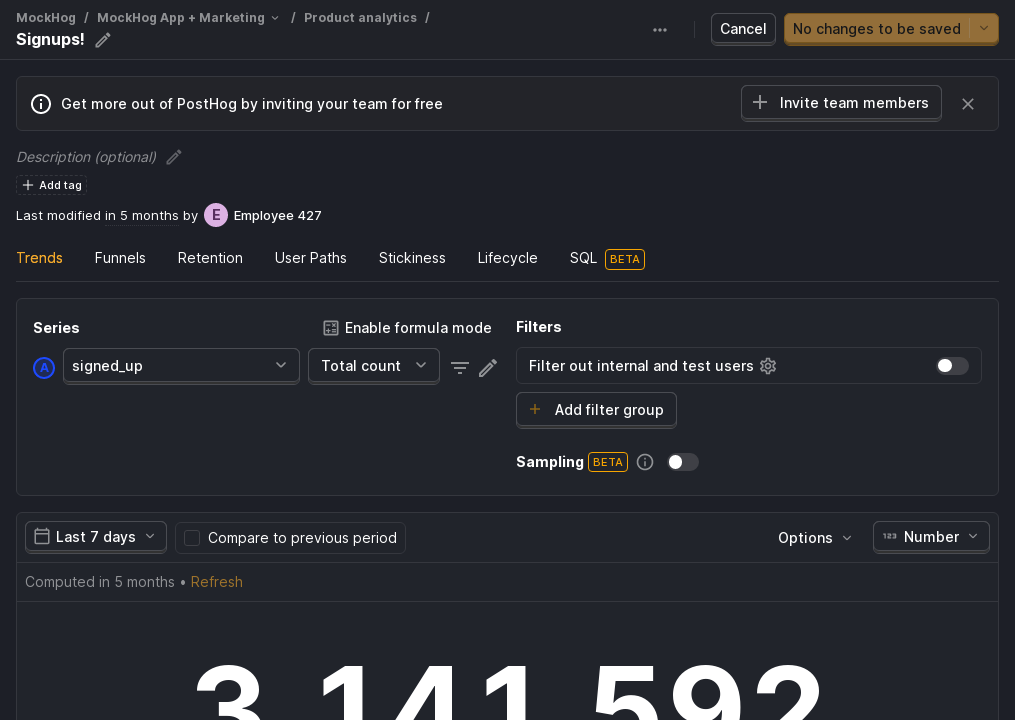 MockHog / MockHog App + Marketing / Product analytics /
Signups!
Cancel
No changes to be saved
Get more out of PostHog by inviting your team for free
Invite team members
Description (optional)
Add tag
Last modified in 5 months by E Employee 427
Trends Funnels Retention User Paths Stickiness Lifecycle SQL BETA
Series
Enable formula mode
A signed_up Total count
Filters
Filter out internal and test users
Add filter group
Sampling BETA
Last 7 days Compare to previous period Options 123 Number
Computed in 5 months • Refresh
3 141 592